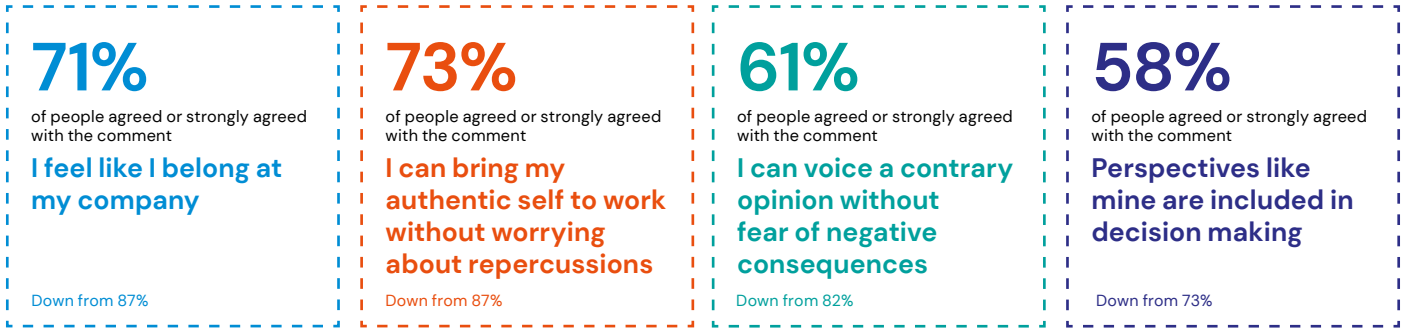 71%
of people agreed or strongly agreed
with the comment
I feel like I belong at
my company
Down from 87%
73%
of people agreed or strongly agreed
with the comment
I can bring my
authentic self to work
without worrying
about repercussions
Down from 87%
61%
of people agreed or strongly agreed
with the comment
I can voice a contrary
opinion without
fear of negative
consequences
Down from 82%
58%
of people agreed or strongly agreed
with the comment
Perspectives like
mine are included in
decision making
Down from 73%